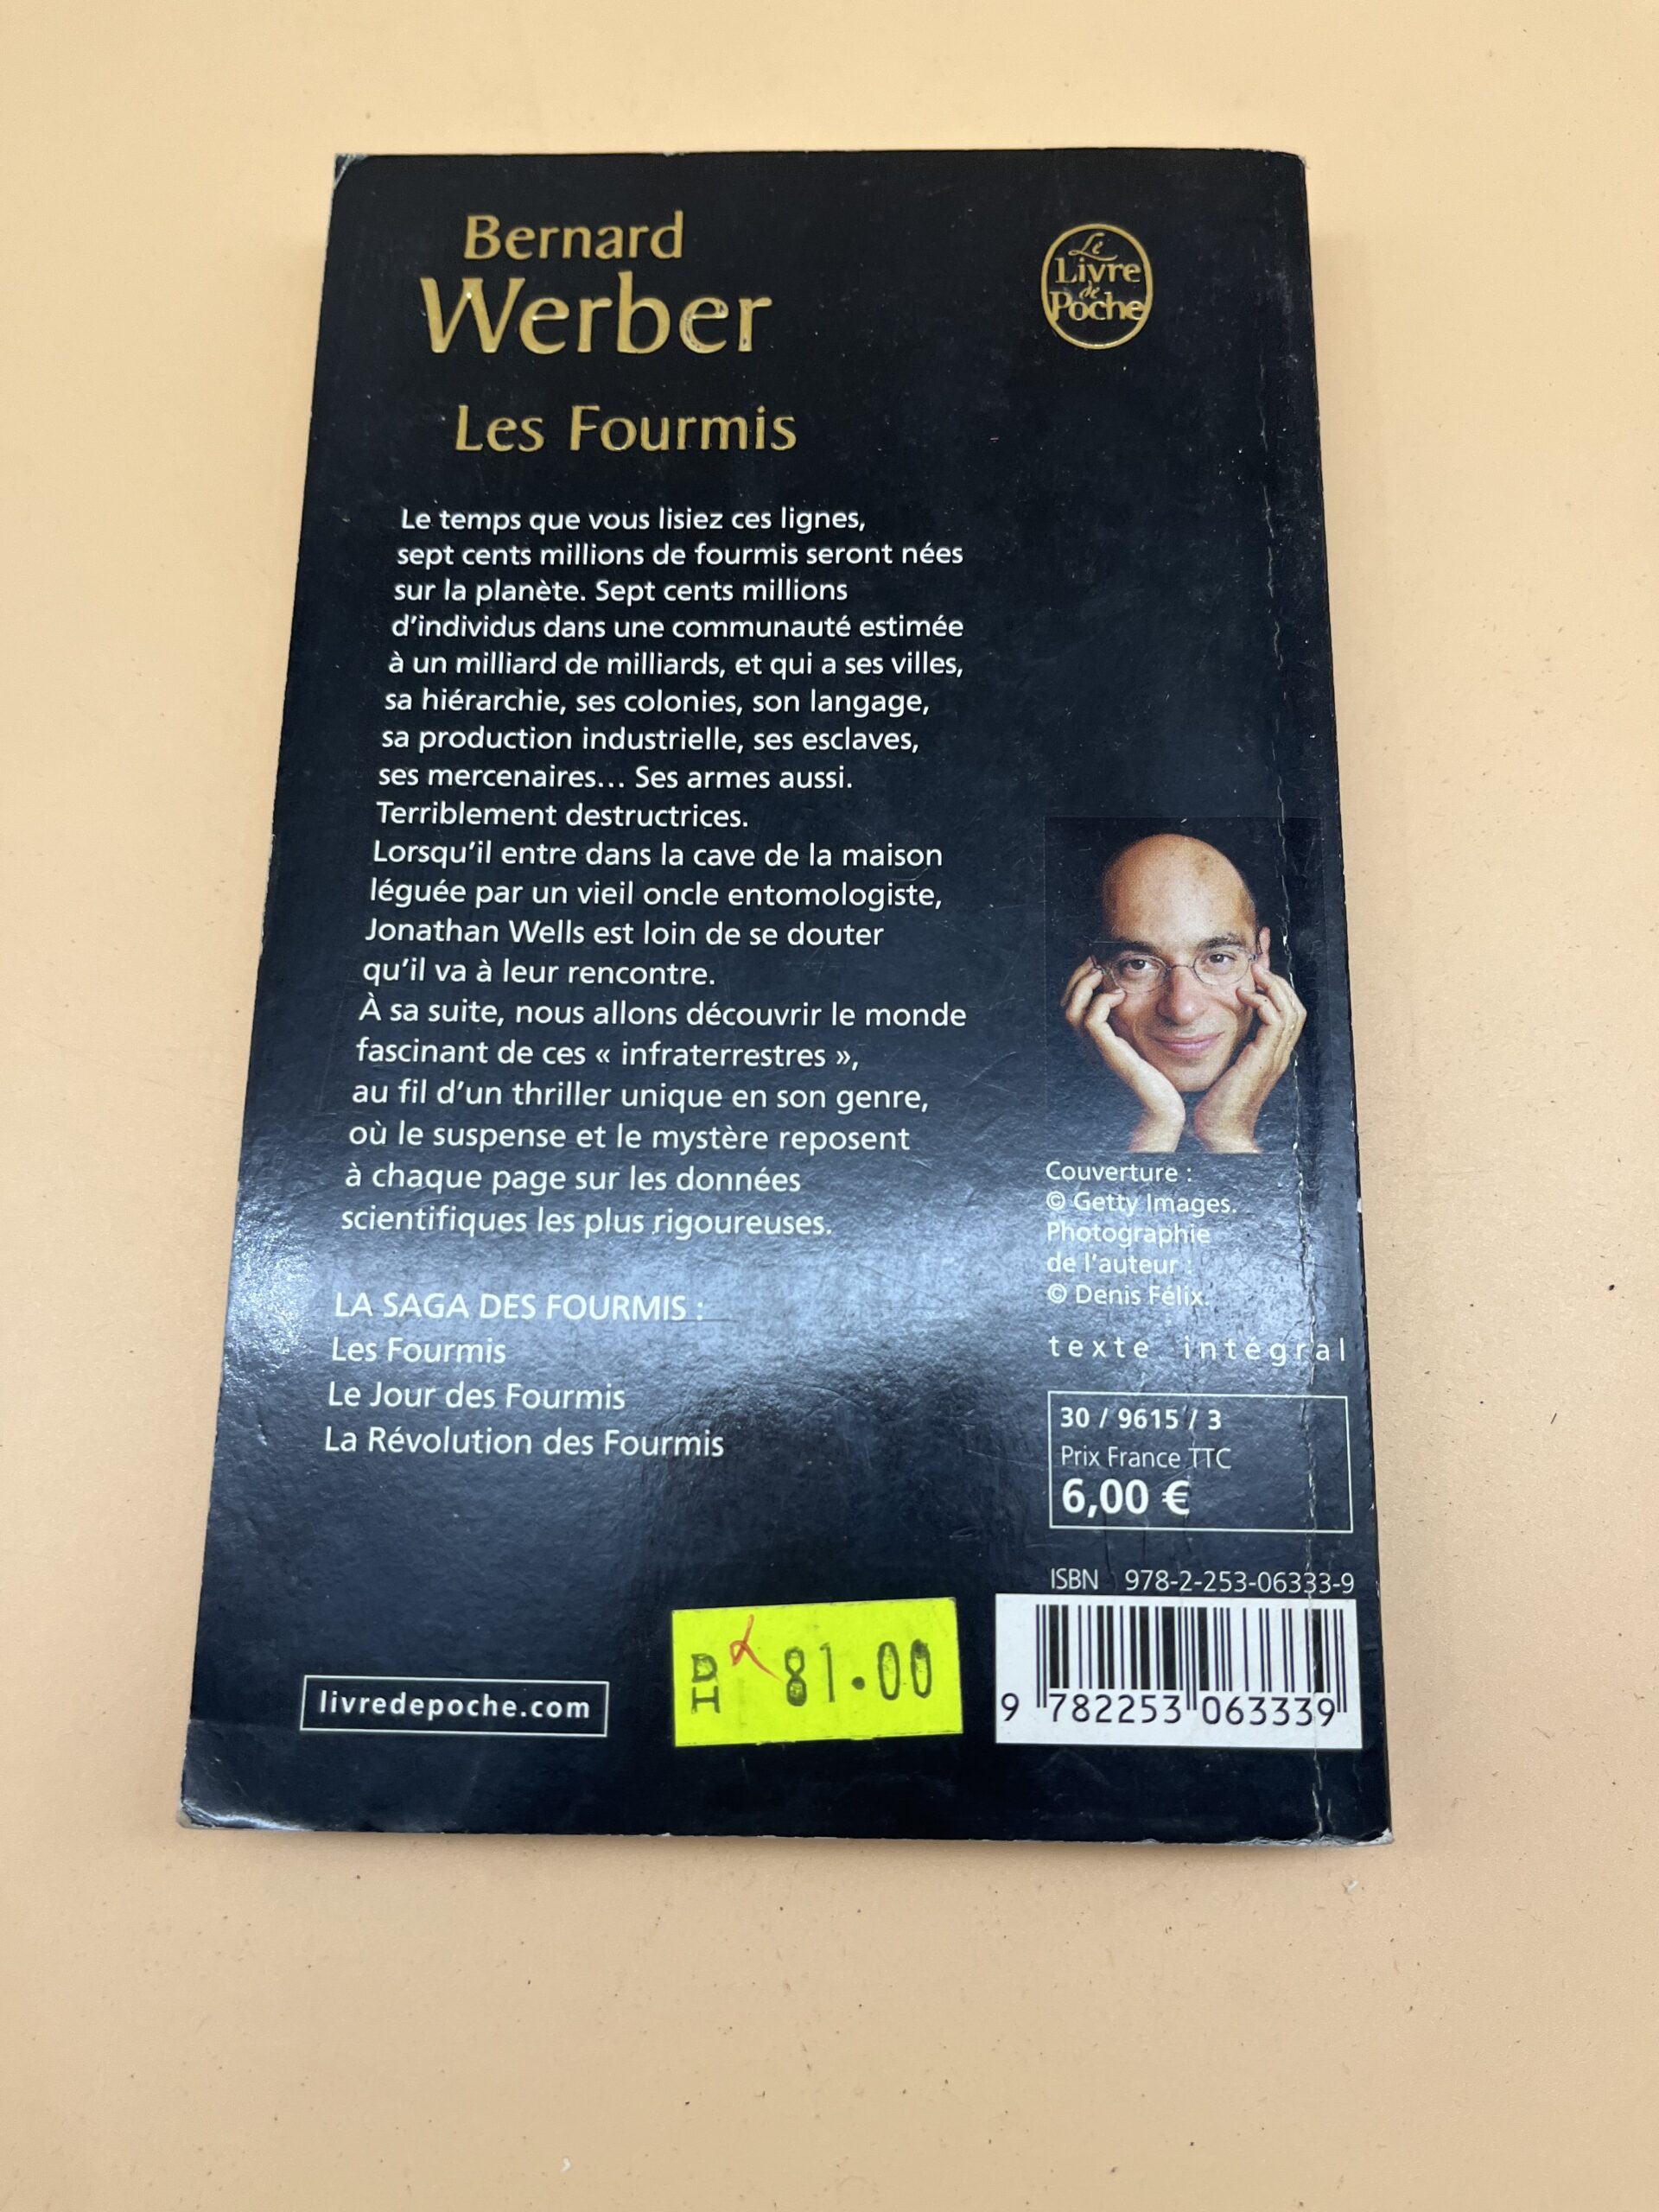 Bernard
Werber
Les Fourmis
Le
Livre
de
Poche
Le temps que vous lisiez ces lignes,
sept cents millions de fourmis seront nées
sur la planète. Sept cents millions
d'individus dans une communauté estimée
à un milliard de milliards, et qui a ses villes,
sa hiérarchie, ses colonies, son langage,
sa production industrielle, ses esclaves,
ses mercenaires... Ses armes aussi.
Terriblement destructrices.
Lorsqu'il entre dans la cave de la maison
léguée par un vieil oncle entomologiste,
Jonathan Wells est loin de se douter
qu'il va à leur rencontre.
À sa suite, nous allons découvrir le monde
fascinant de ces « infraterrestres »,
au fil d'un thriller unique en son genre,
où le suspense et le mystère reposent
à chaque page sur les données
scientifiques les plus rigoureuses.
LA SAGA DES FOURMIS :
Les Fourmis
Le Jour des Fourmis
La Révolution des Fourmis
Couverture :
© Getty Images.
Photographie
de l'auteur :
© Denis Félix.
texte intégral
30 / 9615 / 3
Prix France TTC
6,00 €
ISBN 978-2-253-06333-9
9 782253 063339
DH 81.00
livredepoche.com